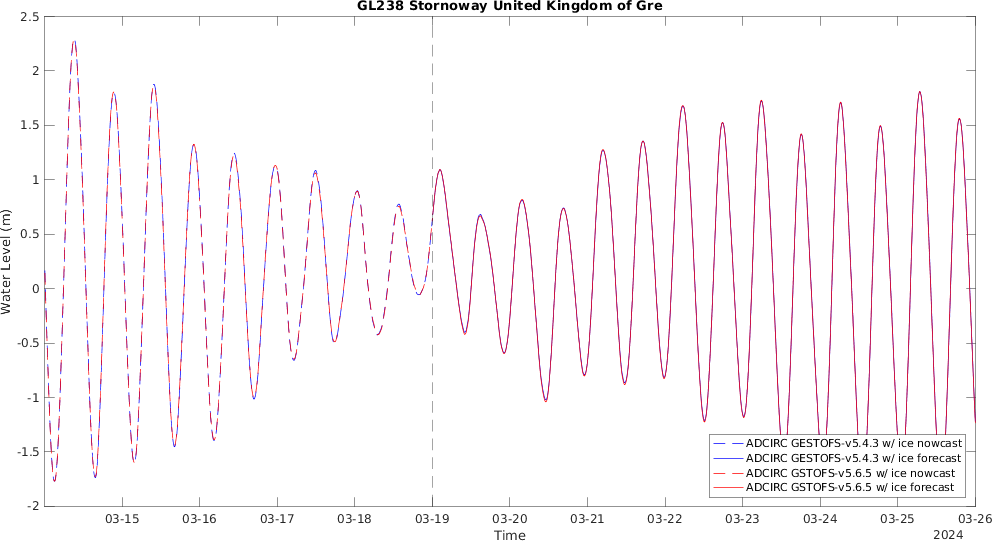 GL238 Stornoway United Kingdom of Gre
2.5
2
1.5
1
0.5
0
-0.5
-1
-1.5
-2
Water Level (m)
ADCIRC GESTOFS-v5.4.3 w/ ice nowcast
ADCIRC GESTOFS-v5.4.3 w/ ice forecast
ADCIRC GSTOFS-v5.6.5 w/ ice nowcast
ADCIRC GSTOFS-v5.6.5 w/ ice forecast
03-15 03-16 03-17 03-18 03-19 03-20 03-21 03-22 03-23 03-24 03-25 03-26
Time
2024